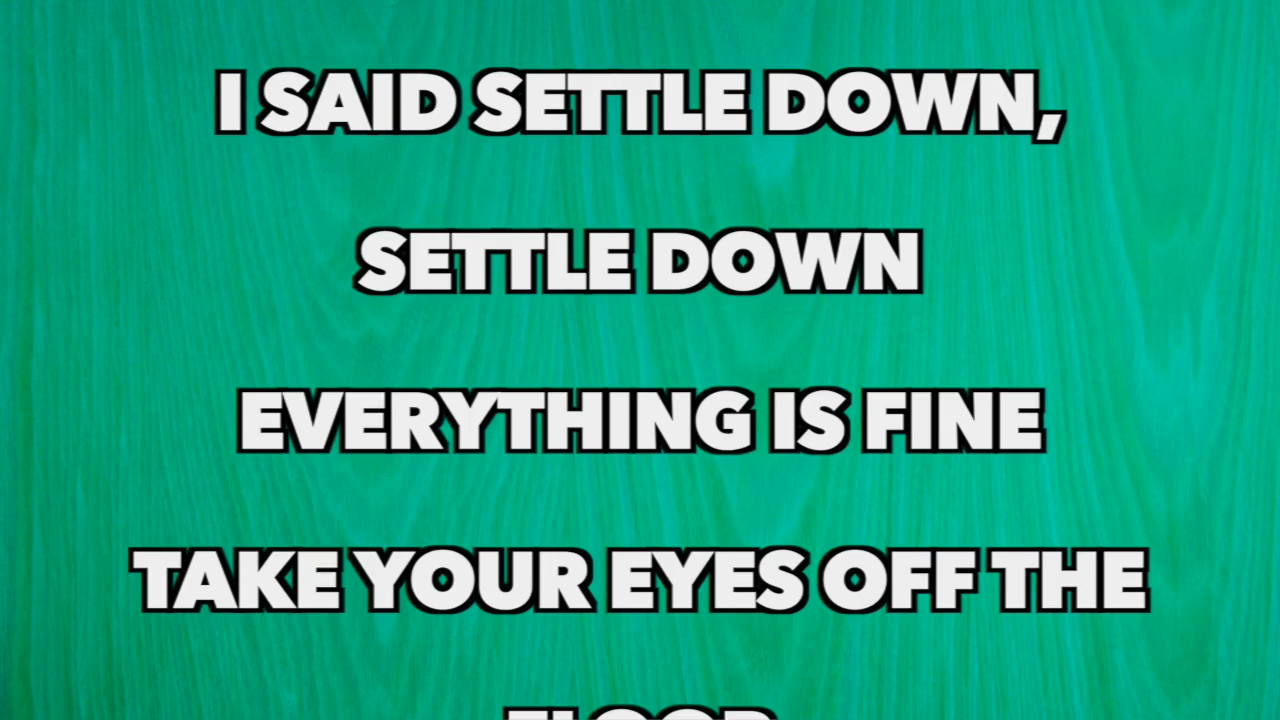 I SAID SETTLE DOWN,
SETTLE DOWN
EVERYTHING IS FINE
TAKE YOUR EYES OFF THE